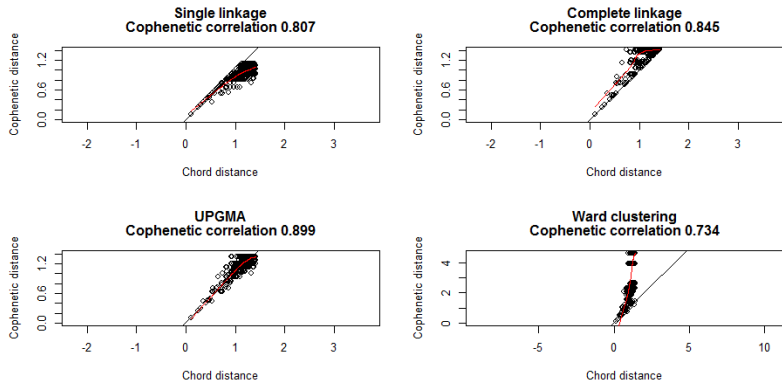 Single linkage
Cophenetic correlation 0.807
Cophenetic distance
0.0 0.6 1.2
-2 -1 0 1 2 3
Chord distance
Complete linkage
Cophenetic correlation 0.845
Cophenetic distance
0.0 0.6 1.2
-2 -1 0 1 2 3
Chord distance
UPGMA
Cophenetic correlation 0.899
Cophenetic distance
0.0 0.6 1.2
-2 -1 0 1 2 3
Chord distance
Ward clustering
Cophenetic correlation 0.734
Cophenetic distance
0 2 4
-5 0 5 10
Chord distance